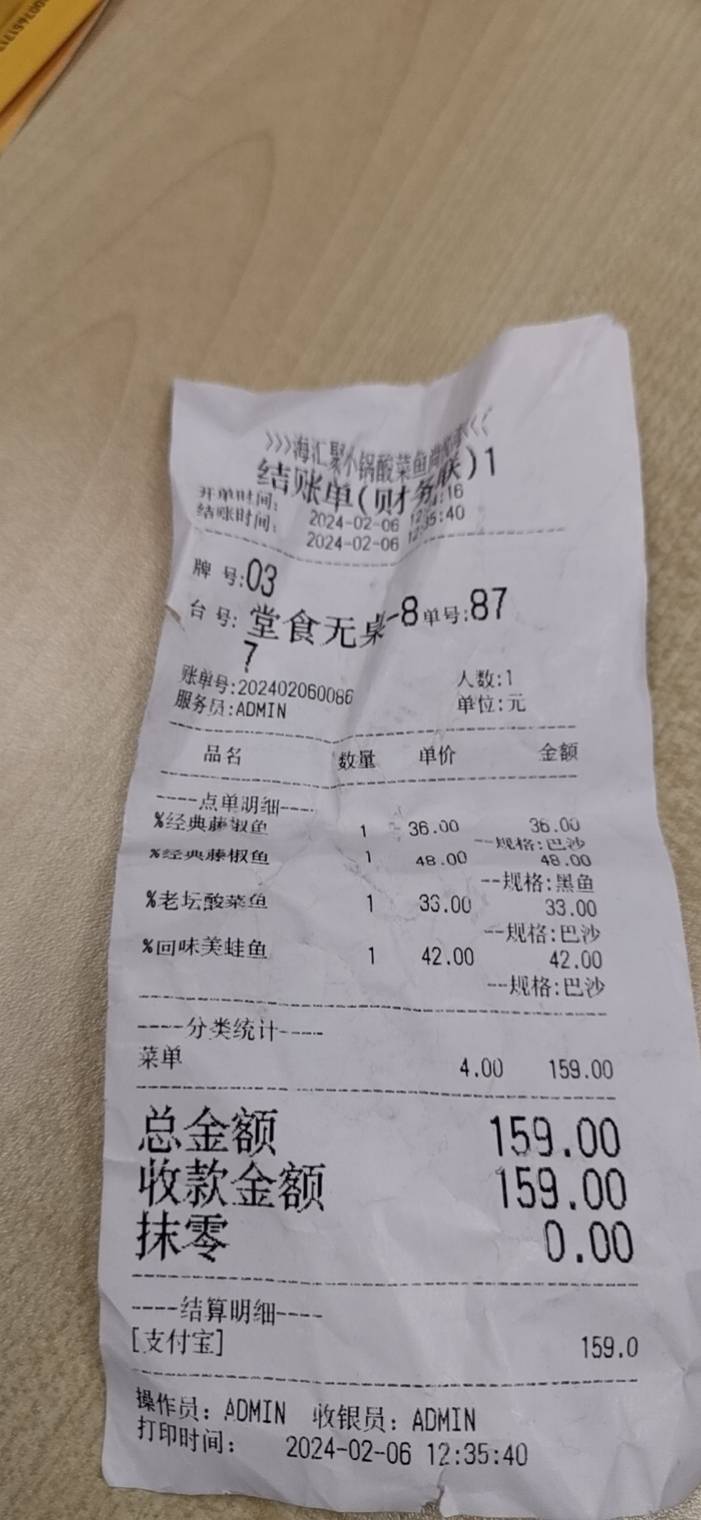 >>>海汇聚小锅酸菜鱼
结账单(财务联)1
开单时间: 2024-02-06 :16
结账时间: 2024-02-06 12:35:40
牌 号:03
台 号: 堂食无桌-8 单号:87
7
账单号:202402060086 人数:1
服务员:ADMIN 单位:元
品名 数量 单价 金额
----点单明细----
%经典藤椒鱼 1 36.00 36.00
--规格:巴沙
%经典藤椒鱼 1 48.00 48.00
--规格:黑鱼
%老坛酸菜鱼 1 33.00 33.00
--规格:巴沙
%回味美蛙鱼 1 42.00 42.00
--规格:巴沙
----分类统计----
菜单 4.00 159.00
总金额 159.00
收款金额 159.00
抹零 0.00
----结算明细----
[支付宝] 159.0
操作员: ADMIN 收银员: ADMIN
打印时间: 2024-02-06 12:35:40